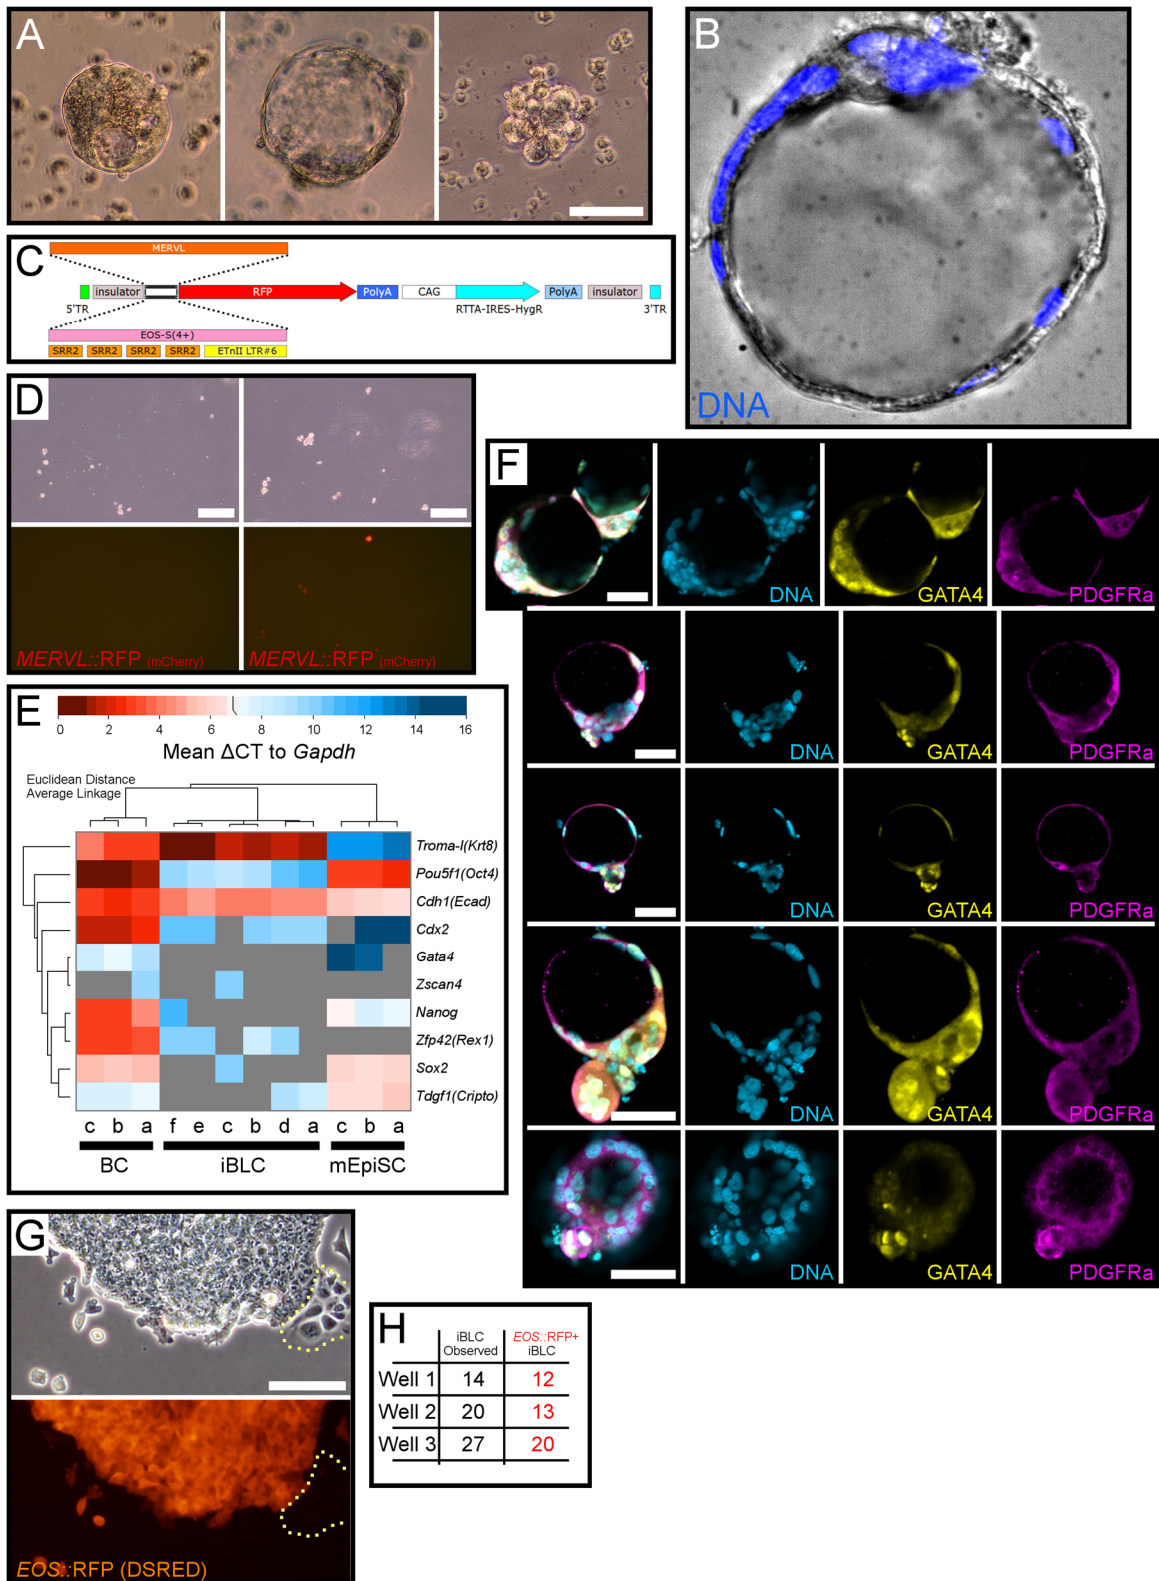 A
B
DNA
C
MERVL
insulator
RFP
PolyA
CAG
PolyA
insulator
5'TR
RTTA-IRES-HygR
3'TR
EOS-S(4+)
SRR2 SRR2 SRR2 SRR2 ETnII LTR#6
D
MERVL::RFP (mCherry)
MERVL::RFP (mCherry)
E
0 2 4 6 8 10 12 14 16
Mean ΔCT to Gapdh
Euclidean Distance
Average Linkage
Troma-I(Krt8)
Pou5f1(Oct4)
Cdh1(Ecad)
Cdx2
Gata4
Zscan4
Nanog
Zfp42(Rex1)
Sox2
Tdgf1(Cripto)
c b a f e c b d a c b a
BC iBLC mEpiSC
F
DNA GATA4 PDGFRa
DNA GATA4 PDGFRa
DNA GATA4 PDGFRa
DNA GATA4 PDGFRa
DNA GATA4 PDGFRa
G
EOS::RFP (DSRED)
H
iBLC
Observed
EOS::RFP+
iBLC
Well 1 14 12
Well 2 20 13
Well 3 27 20